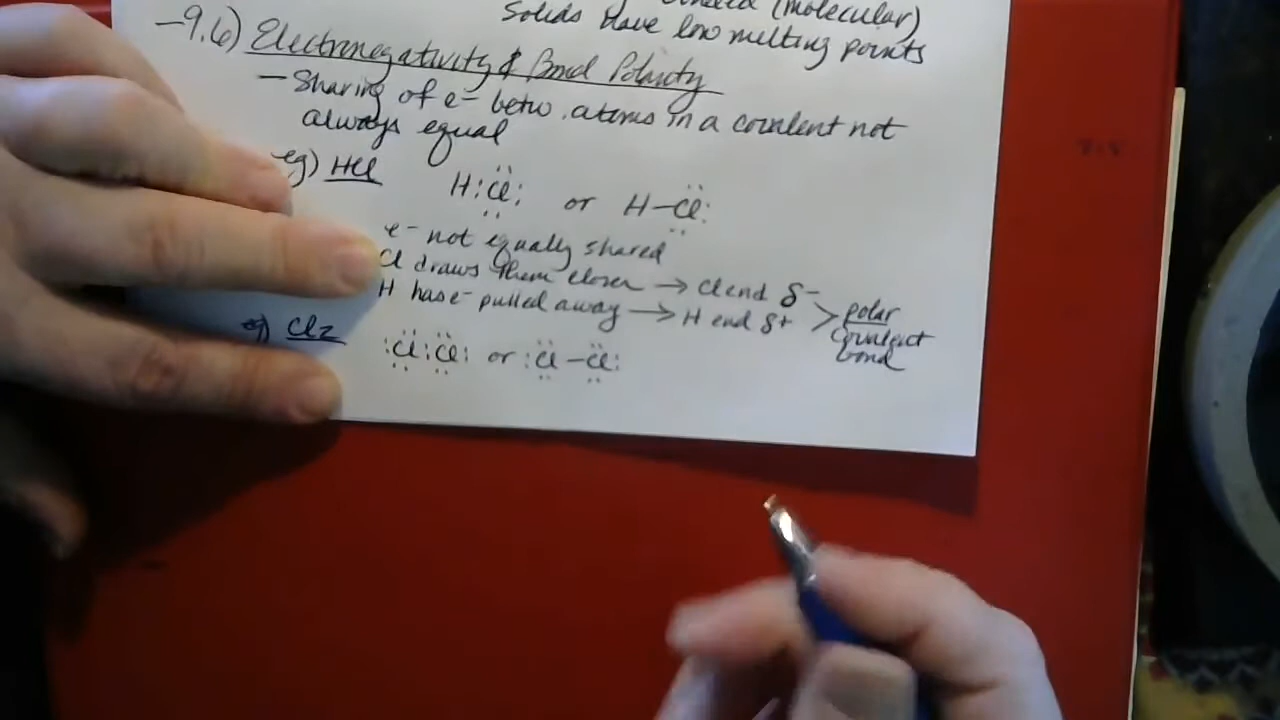 (molecular)
Solids have low melting points
-9.6) Electronegativity & Bond Polarity
- Sharing of e- betw. atoms in a covalent not
always equal
eg) HCl
H:Cl: or H-Cl:
e- not equally shared
Cl draws them closer → Cl end δ-
H has e- pulled away → H end δ+ > polar
covalent
bond
eg) Cl2
:Cl:Cl: or :Cl-Cl: